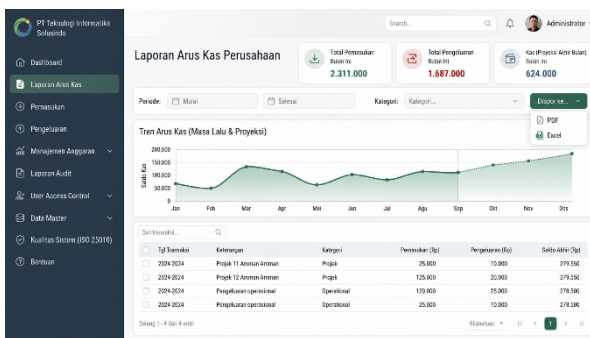 PT Teknologi Informatika
Solusindo
Search...
Administrator
Dashboard
Laporan Arus Kas
Pemasukan
Pengeluaran
Manajemen Anggaran
Laporan Audit
User Access Control
Data Master
Kualitas Sistem (ISO 25010)
Bantuan
Laporan Arus Kas Perusahaan
Total Pemasukan
Bulan Ini
2.311.000
Total Pengeluaran
Bulan Ini
1.687.000
Kas (Proyeksi Akhir Bulan)
Bulan Ini
624.000
Periode: Mulai Selesai Kategori: Kategori... Ekspor ke...
PDF
Excel
Tren Arus Kas (Masa Lalu & Proyeksi)
Saldo Kas
200.000
150.000
100.000
50.000
0
Jan Feb Mar Apr Mei Jun Jul Agu Sep Okt Nov Des
Cari transaksi...
Tgl Transaksi Keterangan Kategori Pemasukan (Rp) Pengeluaran (Rp) Saldo Akhir (Rp)
2024-2024 Projek 11 Amman Amman Projek 25.000 10.000 279.550
2024-2024 Projek 12 Amman Amman Projek 125.000 20.000 279.550
2024-2024 Pengeluaran operasional Operational 120.000 25.000 278.500
2024-2024 Pengeluaran operasional Operational 25.000 10.000 278.500
1 - 4 dari 4
1